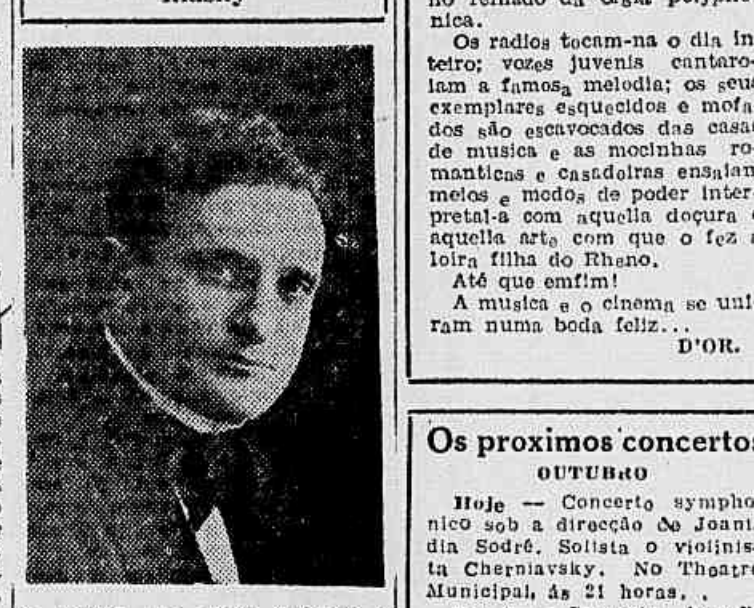 nica.
Os radios tocam-na o dia in
teiro; vozes juvenis cantaro-
lam a famosa melodia; os seus
exemplares esquecidos e mofa
dos são escavocados das casas
de musica e as mocinhas ro-
manticas e casadoiras ensaiam
meios e modos de poder inter-
pretal-a com aquella doçura
aquella arte com que o fez a
loira filha do Rheno.
Até que emfim!
A musica e o cinema se uni-
ram numa boda feliz...
D'OR.
Os proximos concertos
OUTUBRO
Hoje — Concerto sympho-
nico sob a direcção de Joani-
dia Sodré. Solista o violinis-
ta Cherniavsky. No Theatro
Municipal, ás 21 horas.